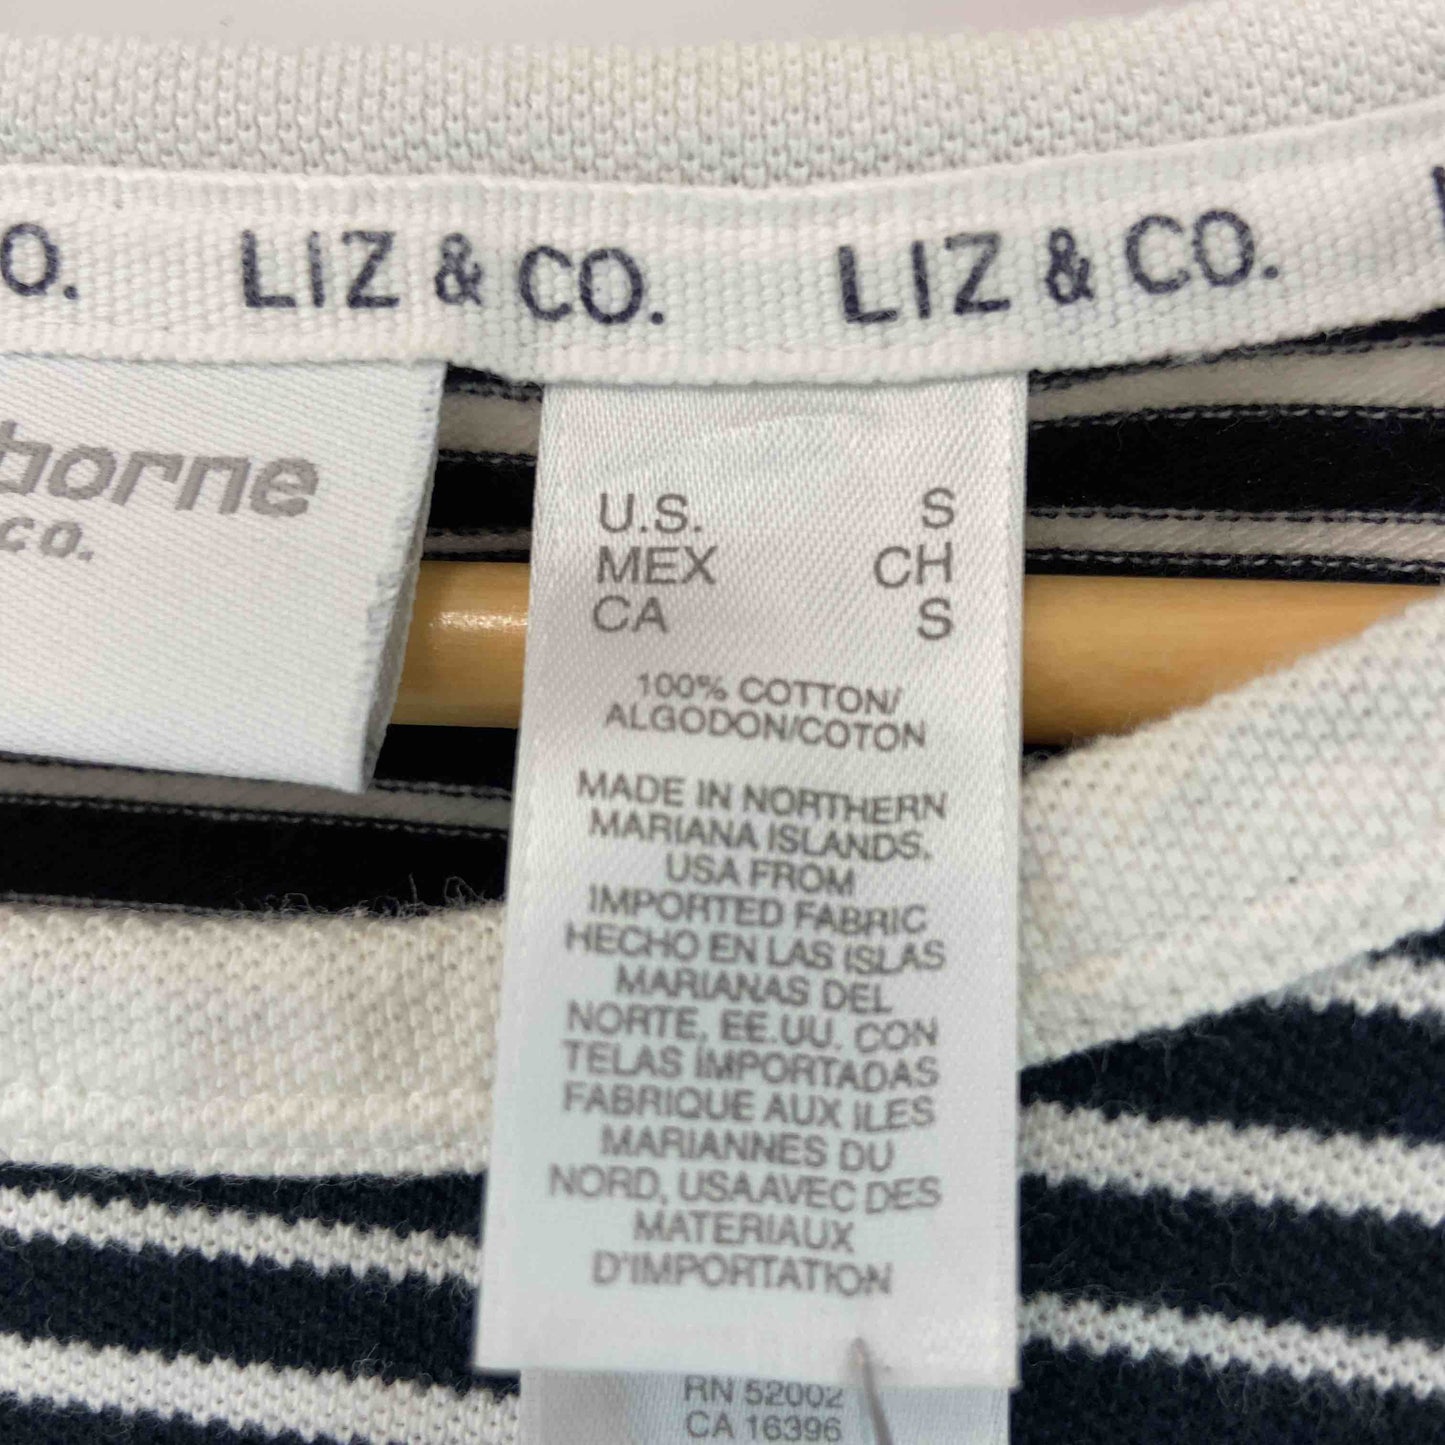 O. LIZ & CO. LIZ & CO.
borne
co.
U.S. S
MEX CH
CA S
100% COTTON/
ALGODON/COTON
MADE IN NORTHERN
MARIANA ISLANDS,
USA FROM
IMPORTED FABRIC
HECHO EN LAS ISLAS
MARIANAS DEL
NORTE, EE.UU. CON
TELAS IMPORTADAS
FABRIQUE AUX ILES
MARIANNES DU
NORD, USA AVEC DES
MATERIAUX
D'IMPORTATION
RN 52002
CA 16396